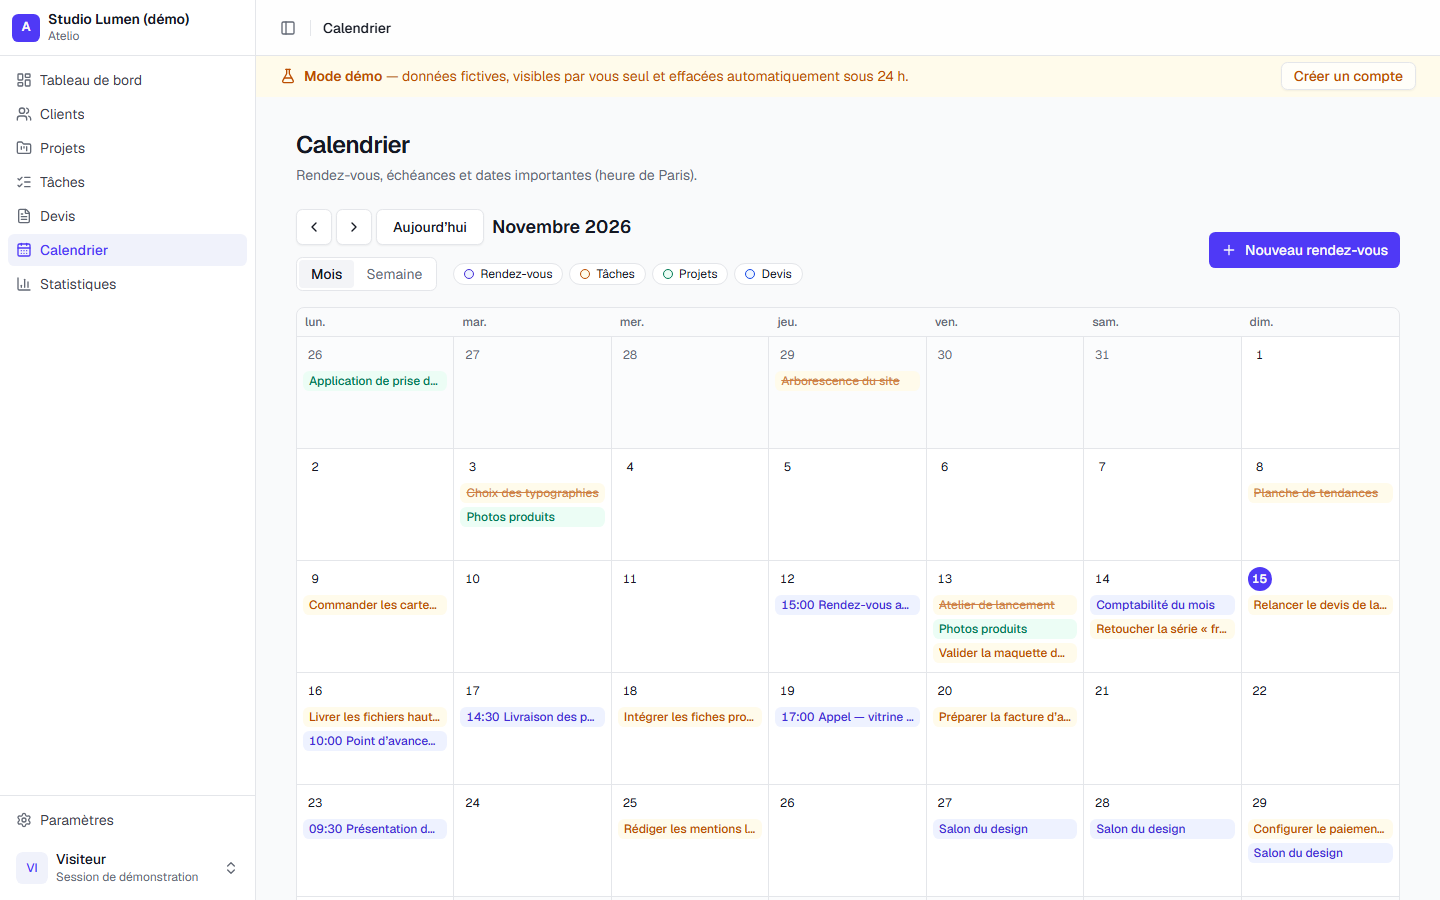 A
Studio Lumen (démo)
Atelio
Tableau de bord
Clients
Projets
Tâches
Devis
Calendrier
Statistiques
Paramètres
VI
Visiteur
Session de démonstration
Calendrier
Mode démo — données fictives, visibles par vous seul et effacées automatiquement sous 24 h.
Créer un compte
Calendrier
Rendez-vous, échéances et dates importantes (heure de Paris).
Aujourd'hui
Novembre 2026
Mois
Semaine
Rendez-vous
Tâches
Projets
Devis
+ Nouveau rendez-vous
lun. mar. mer. jeu. ven. sam. dim.
26 27 28 29 30 31 1
Application de prise d…
Arborescence du site
2 3 4 5 6 7 8
Choix des typographies
Planche de tendances
Photos produits
9 10 11 12 13 14 15
Commander les carte…
15:00 Rendez-vous a…
Atelier de lancement
Comptabilité du mois
Relancer le devis de la…
Photos produits
Retoucher la série « fr…
Valider la maquette d…
16 17 18 19 20 21 22
Livrer les fichiers haut…
14:30 Livraison des p…
Intégrer les fiches pro…
17:00 Appel — vitrine …
Préparer la facture d'a…
10:00 Point d'avance…
23 24 25 26 27 28 29
09:30 Présentation d…
Rédiger les mentions l…
Salon du design
Salon du design
Configurer le paiemen…
Salon du design